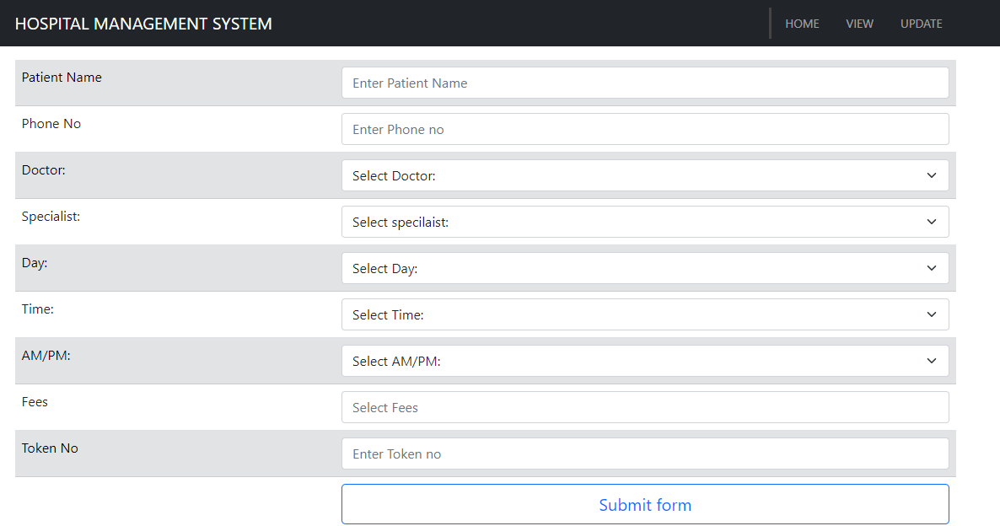 HOSPITAL MANAGEMENT SYSTEM HOME VIEW UPDATE
Patient Name Enter Patient Name
Phone No Enter Phone no
Doctor: Select Doctor:
Specialist: Select specilaist:
Day: Select Day:
Time: Select Time:
AM/PM: Select AM/PM:
Fees Select Fees
Token No Enter Token no
Submit form